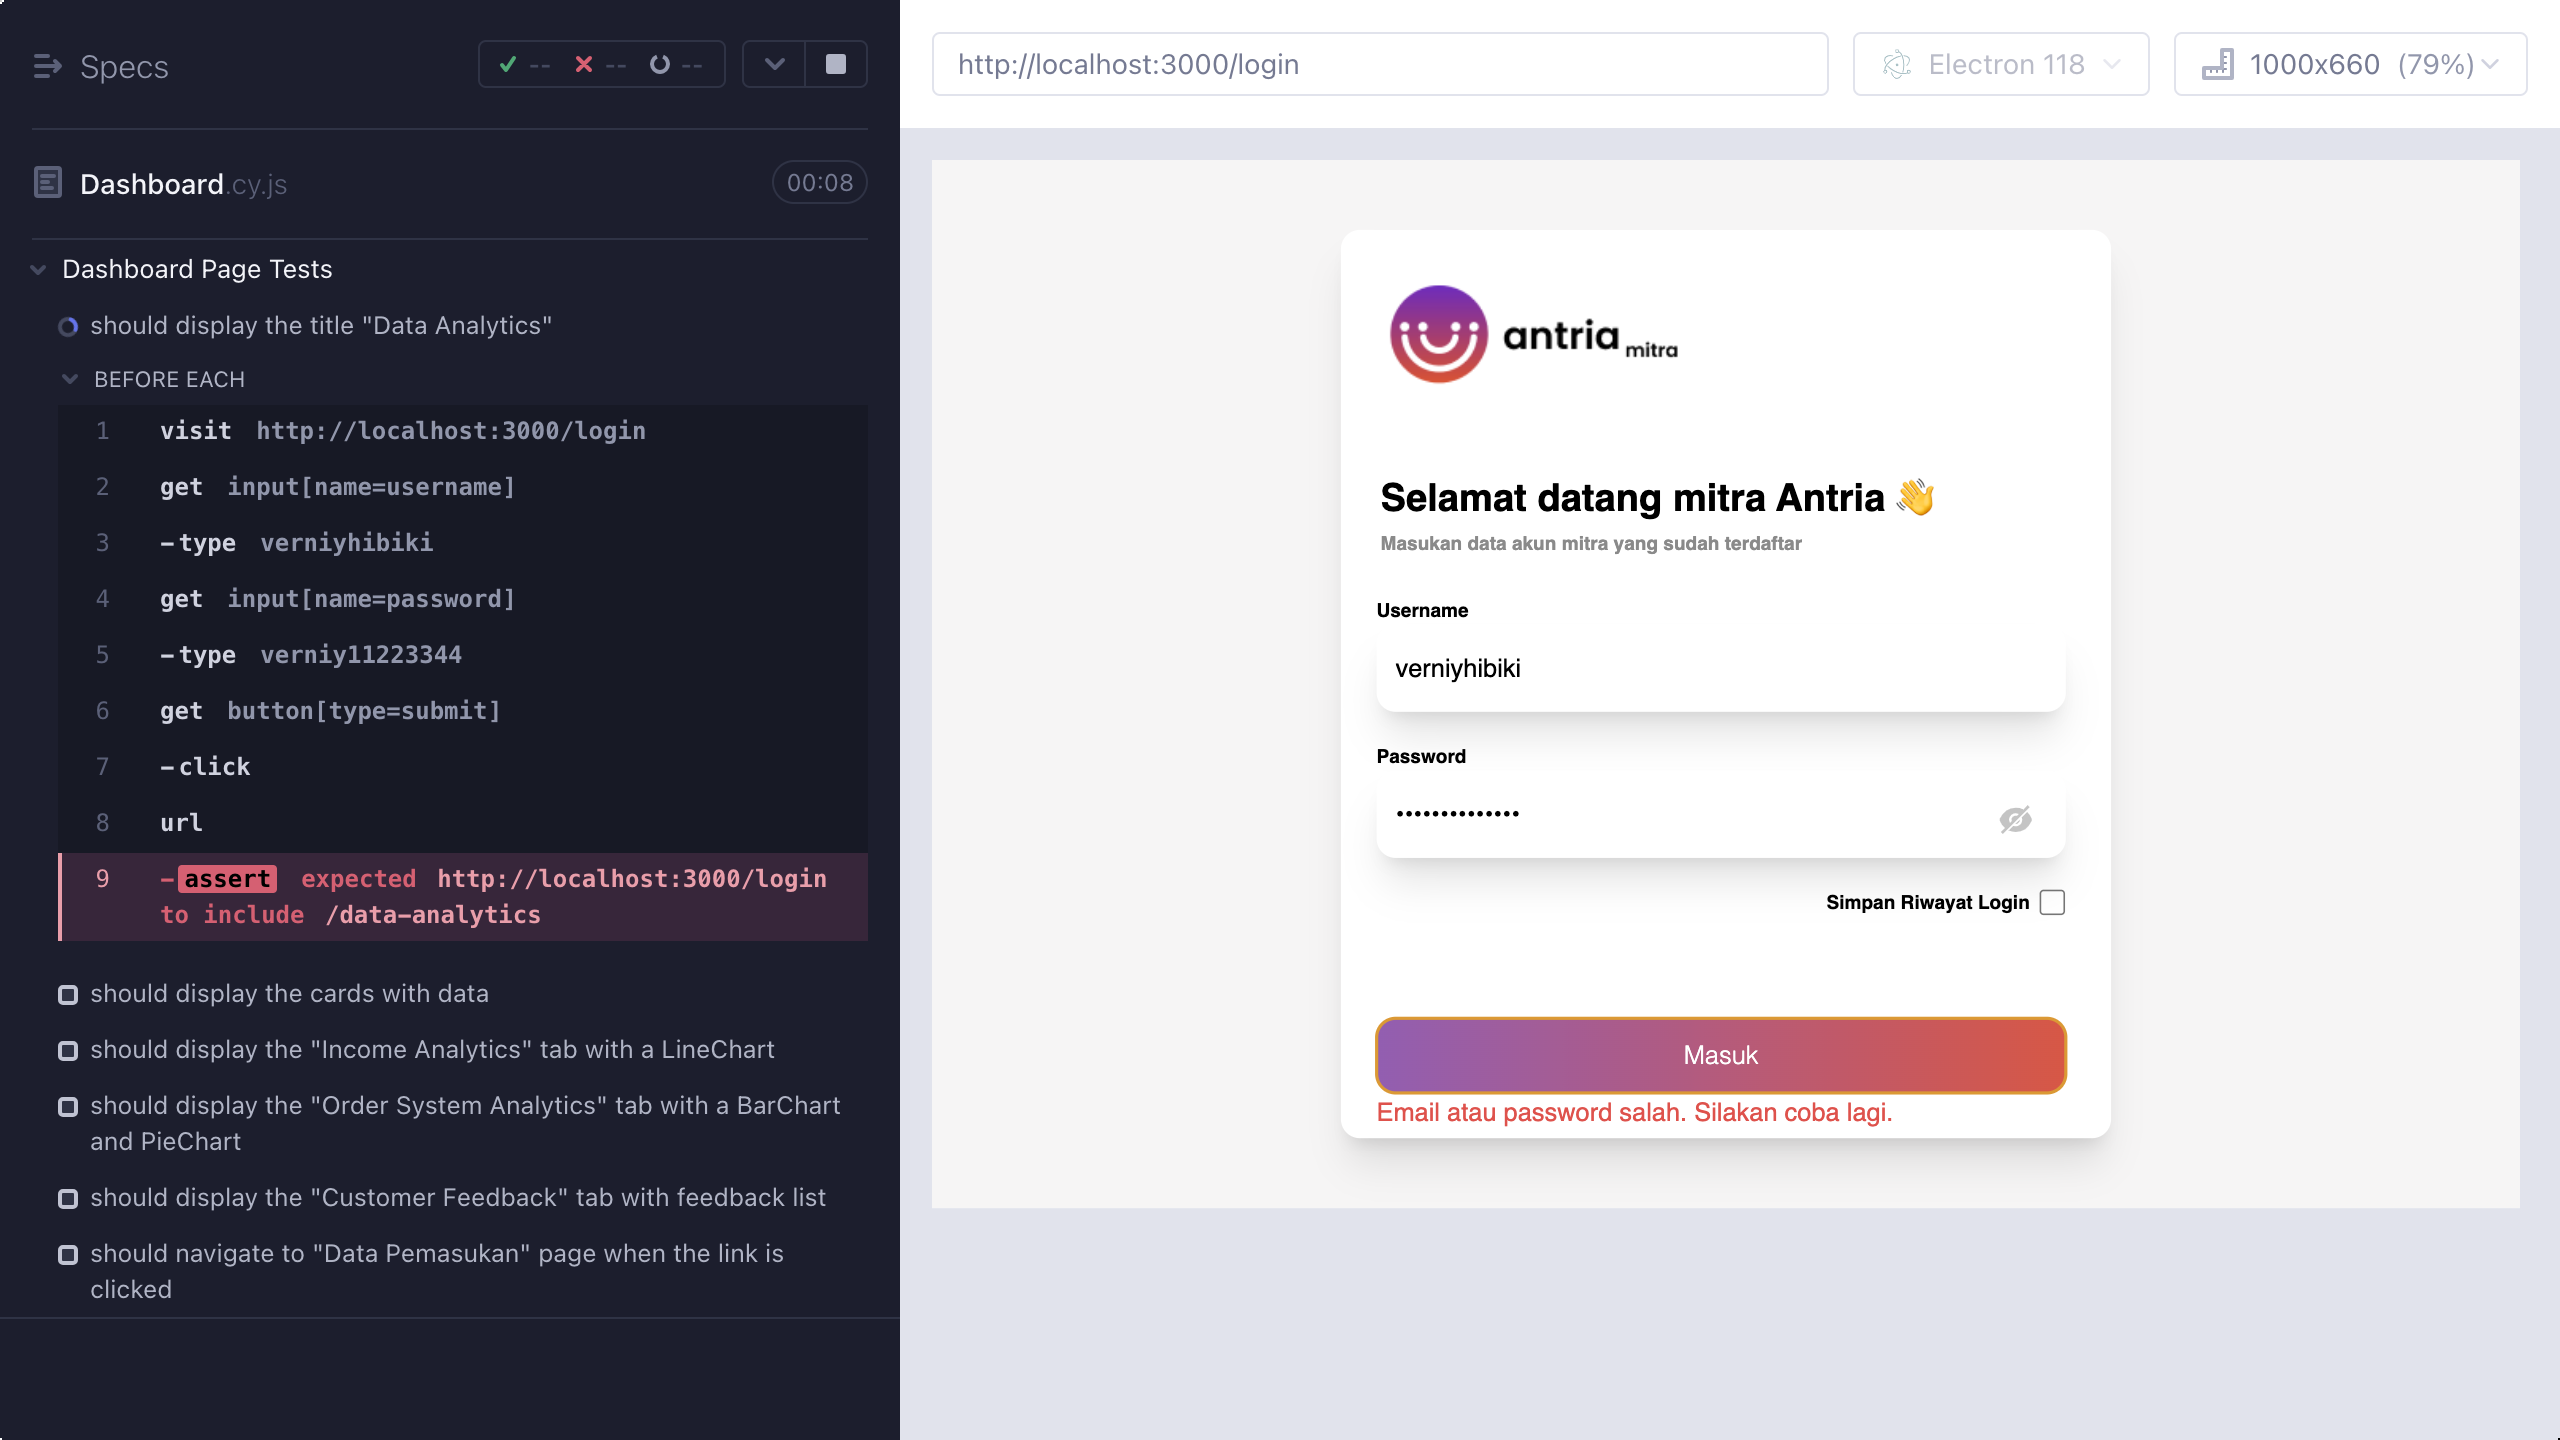 Specs
-- -- --
Dashboard.cy.js
00:08
Dashboard Page Tests
should display the title "Data Analytics"
BEFORE EACH
1 visit http://localhost:3000/login
2 get input[name=username]
3 -type verniyhibiki
4 get input[name=password]
5 -type verniy11223344
6 get button[type=submit]
7 -click
8 url
9 -assert expected http://localhost:3000/login
to include /data-analytics
should display the cards with data
should display the "Income Analytics" tab with a LineChart
should display the "Order System Analytics" tab with a BarChart
and PieChart
should display the "Customer Feedback" tab with feedback list
should navigate to "Data Pemasukan" page when the link is
clicked
http://localhost:3000/login
Electron 118
1000x660 (79%)
antria mitra
Selamat datang mitra Antria 👋
Masukan data akun mitra yang sudah terdaftar
Username
verniyhibiki
Password
••••••••••••••
Simpan Riwayat Login
Masuk
Email atau password salah. Silakan coba lagi.